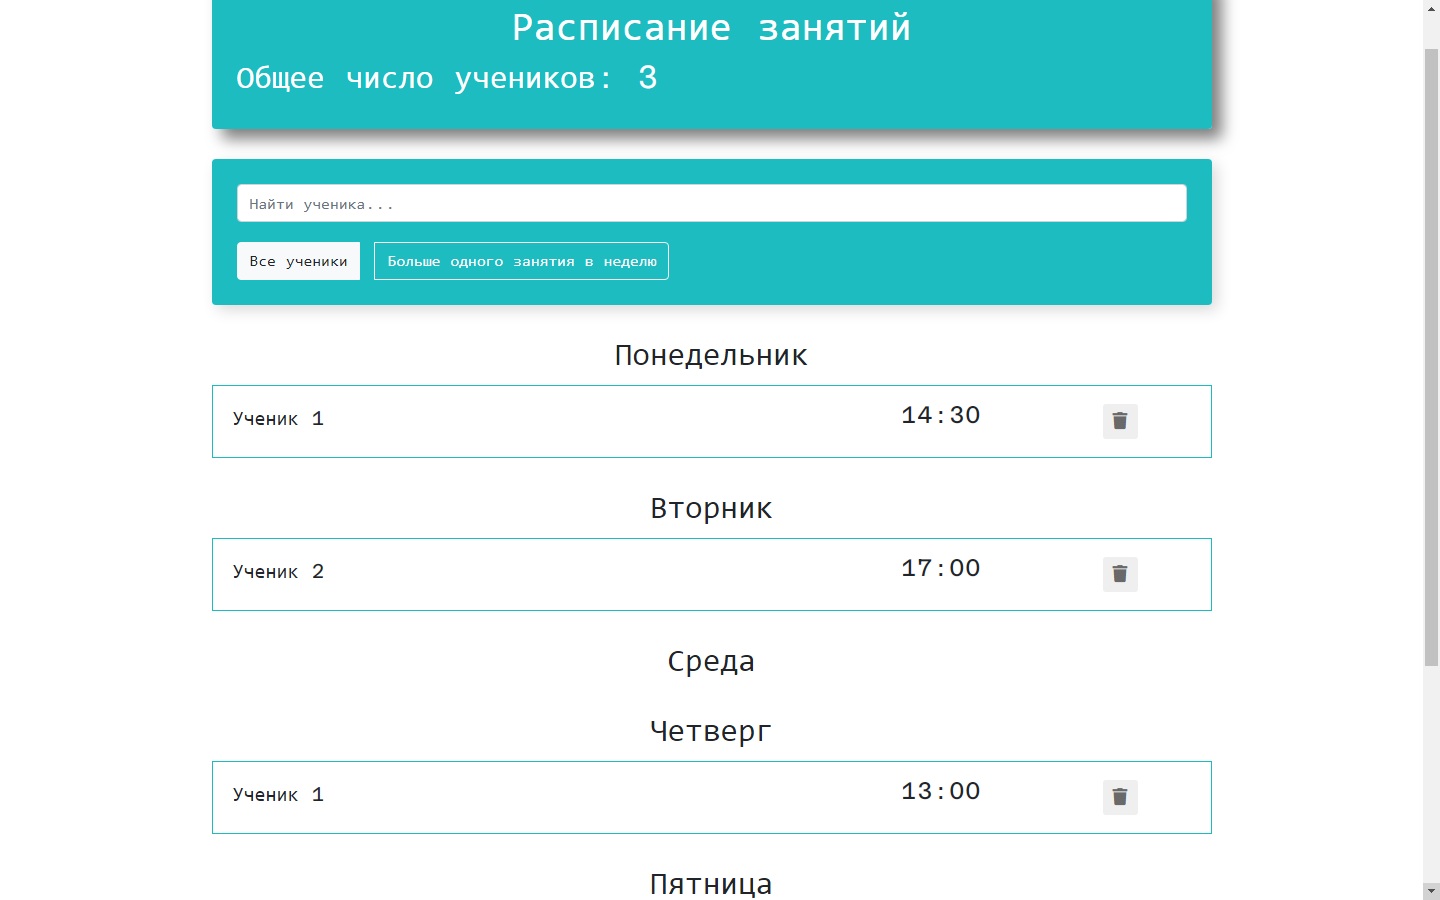 Расписание занятий
Общее число учеников: 3
Найти ученика...
Все ученики Больше одного занятия в неделю
Понедельник
Ученик 1 14:30
Вторник
Ученик 2 17:00
Среда
Четверг
Ученик 1 13:00
Пятница